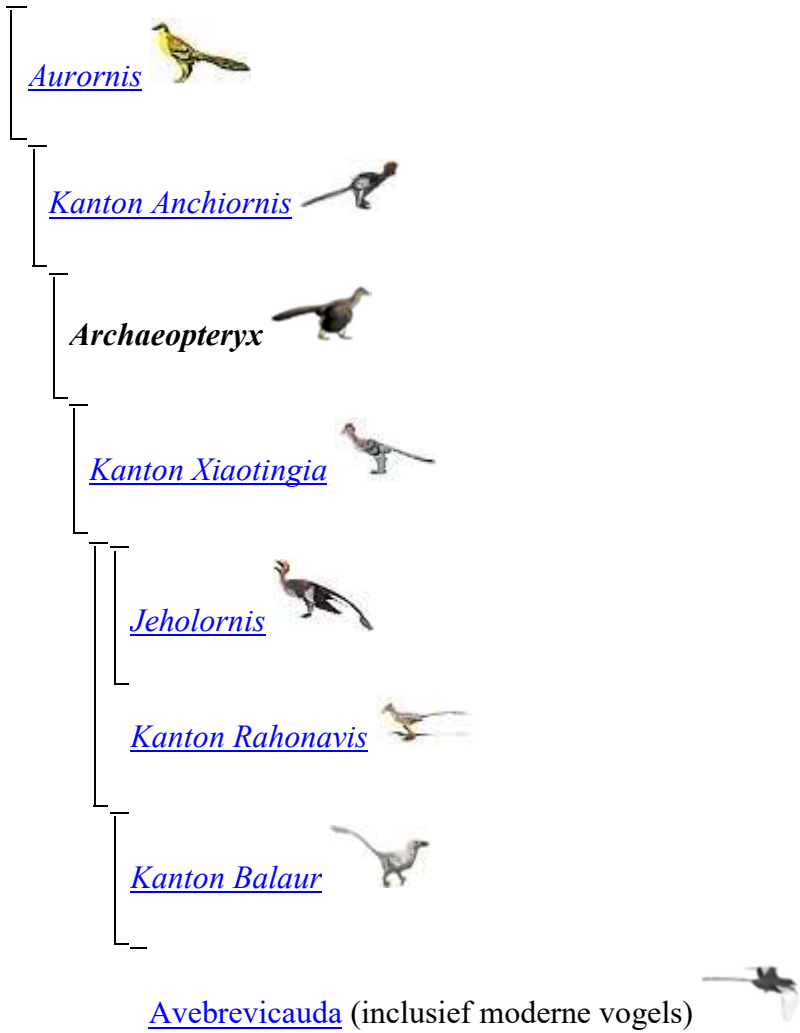 Aurornis
Kanton Anchiornis
Archaeopteryx
Kanton Xiaotingia
Jeholornis
Kanton Rahonavis
Kanton Balaur
Avebrevicauda (inclusief moderne vogels)